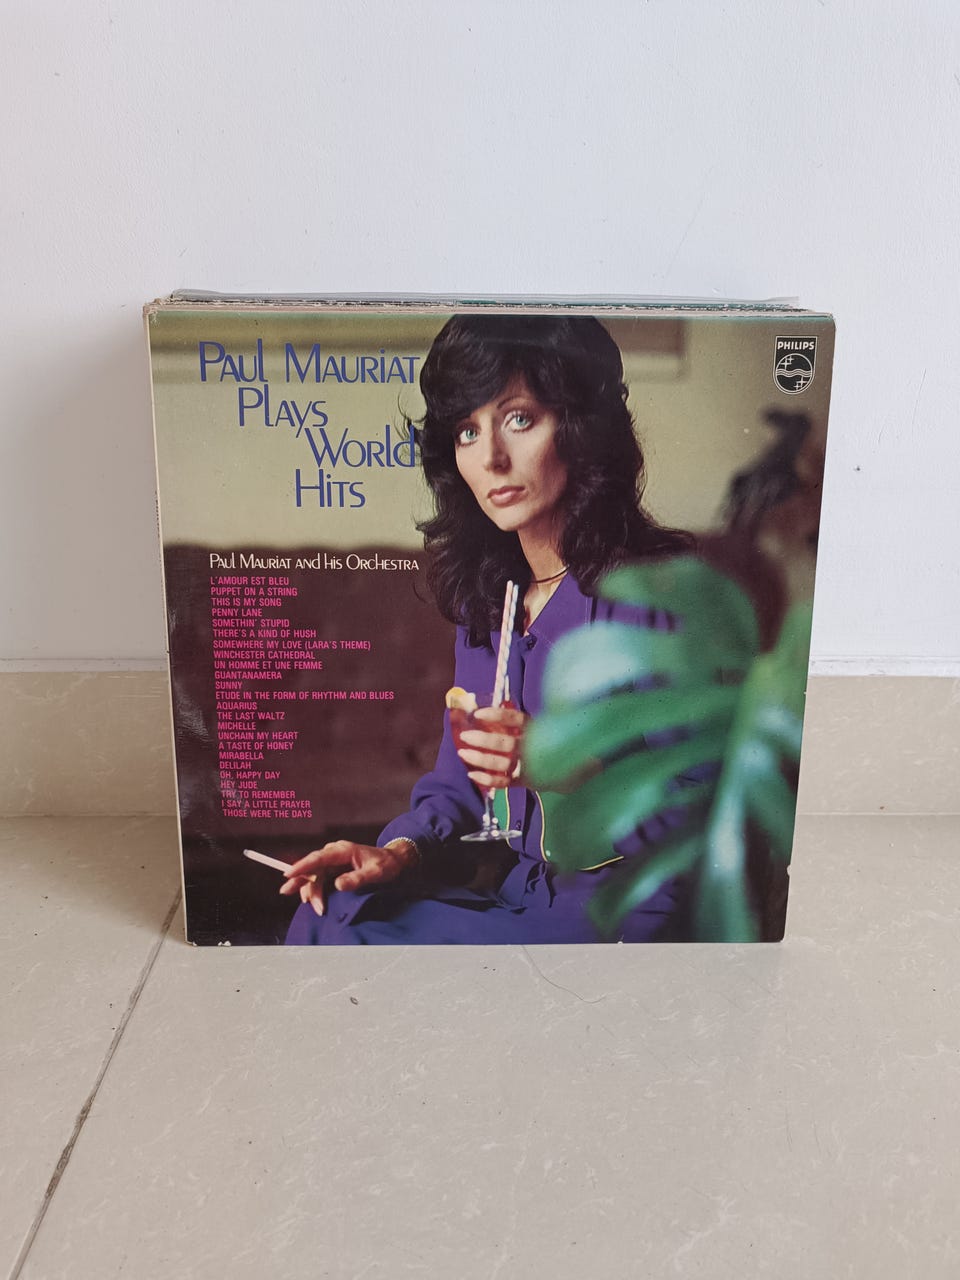 Paul Mauriat
Plays
World
Hits
PHILIPS
Paul Mauriat and his Orchestra
L'AMOUR EST BLEU
PUPPET ON A STRING
THIS IS MY SONG
PENNY LANE
SOMETHIN' STUPID
THERE'S A KIND OF HUSH
SOMEWHERE MY LOVE (LARA'S THEME)
WINCHESTER CATHEDRAL
UN HOMME ET UNE FEMME
GUANTANAMERA
SUNNY
ETUDE IN THE FORM OF RHYTHM AND BLUES
AQUARIUS
THE LAST WALTZ
MICHELLE
UNCHAIN MY HEART
A TASTE OF HONEY
MIRABELLA
DELILAH
OH, HAPPY DAY
HEY JUDE
TRY TO REMEMBER
I SAY A LITTLE PRAYER
THOSE WERE THE DAYS